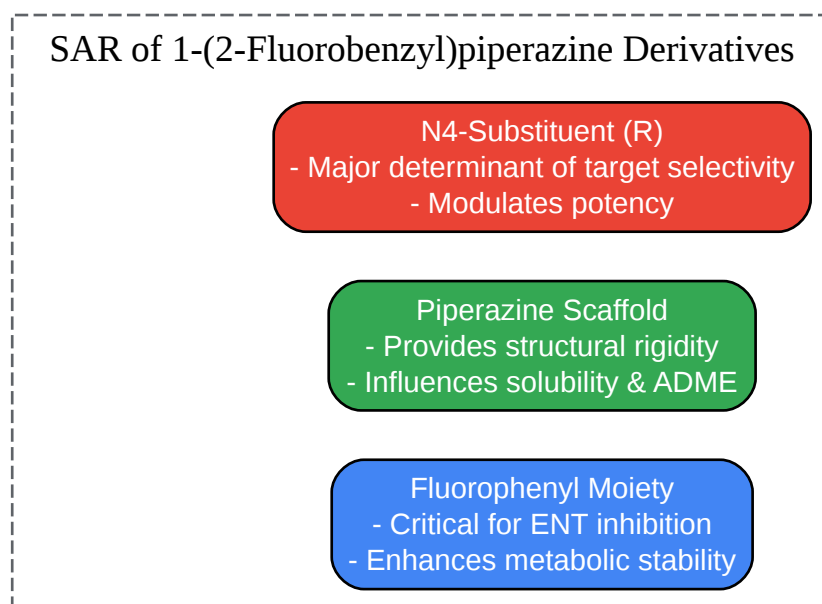 SAR of 1-(2-Fluorobenzyl)piperazine Derivatives
N4-Substituent (R)
- Major determinant of target selectivity
- Modulates potency
Piperazine Scaffold
- Provides structural rigidity
- Influences solubility & ADME
Fluorophenyl Moiety
- Critical for ENT inhibition
- Enhances metabolic stability